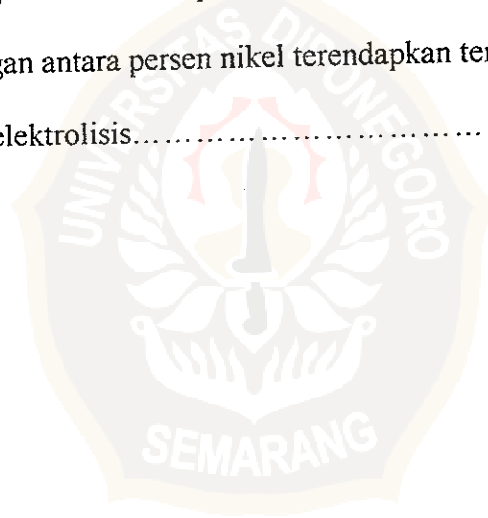 gan antara persen nikel terendapkan ter
elektrolisis......................................
UNIVERSITAS DIPONEGORO
SEMARANG